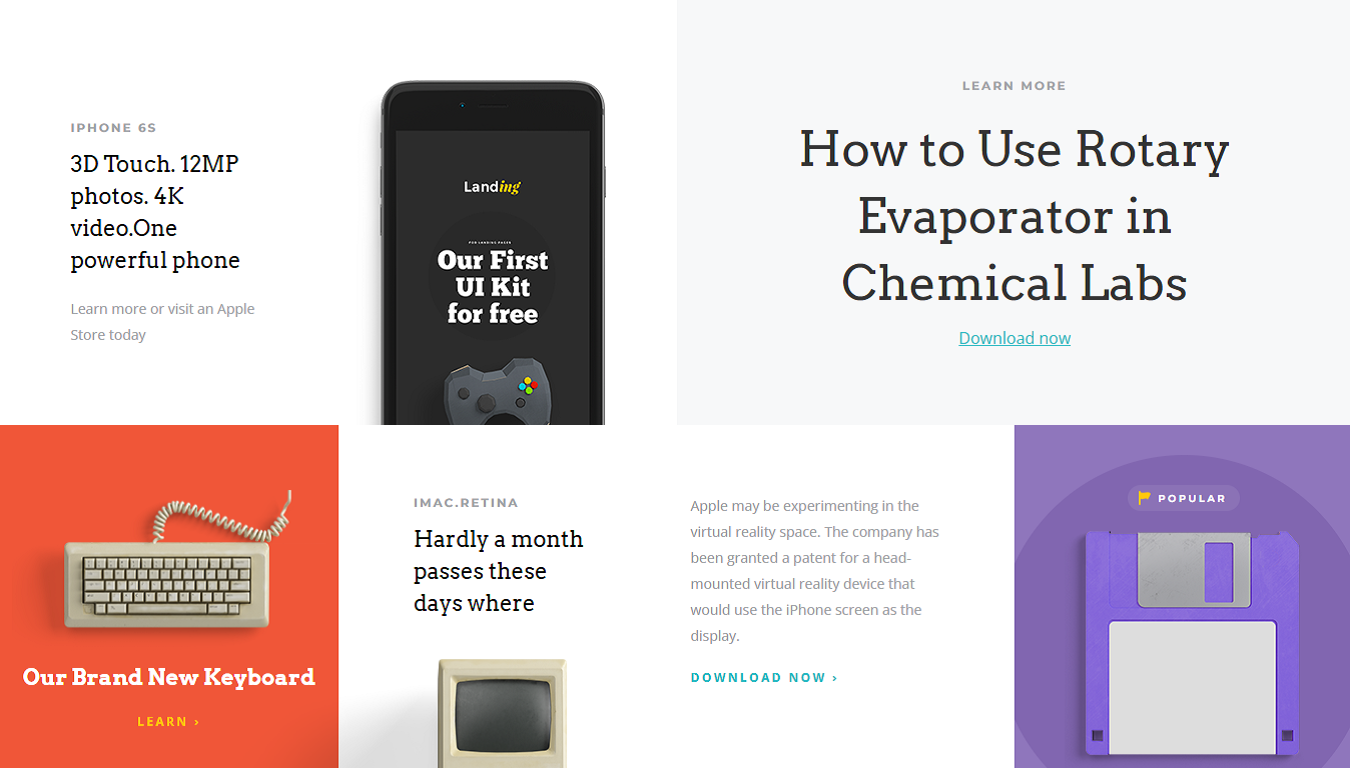 IPHONE 6S
3D Touch. 12MP
photos. 4K
video.One
powerful phone
Learn more or visit an Apple
Store today
Landing
FOR LANDING PAGES
Our First
UI Kit
for free
LEARN MORE
How to Use Rotary
Evaporator in
Chemical Labs
Download now
Our Brand New Keyboard
LEARN ›
IMAC.RETINA
Hardly a month
passes these
days where
Apple may be experimenting in the
virtual reality space. The company has
been granted a patent for a head-
mounted virtual reality device that
would use the iPhone screen as the
display.
DOWNLOAD NOW ›
POPULAR